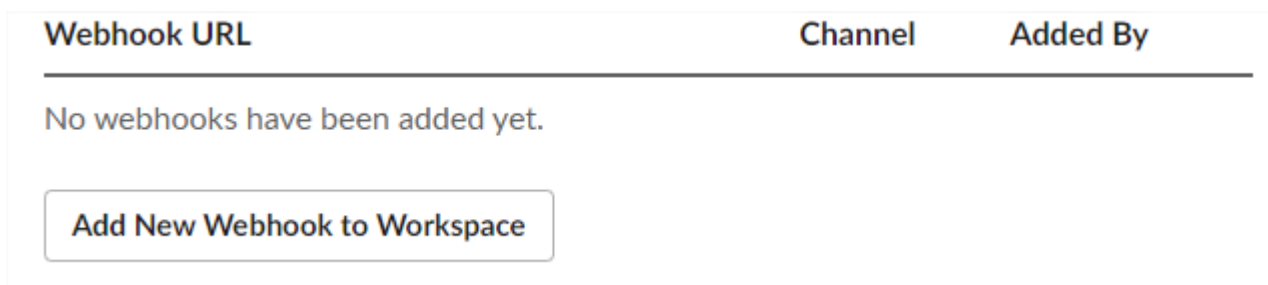 Webhook URL Channel Added By
No webhooks have been added yet.
Add New Webhook to Workspace